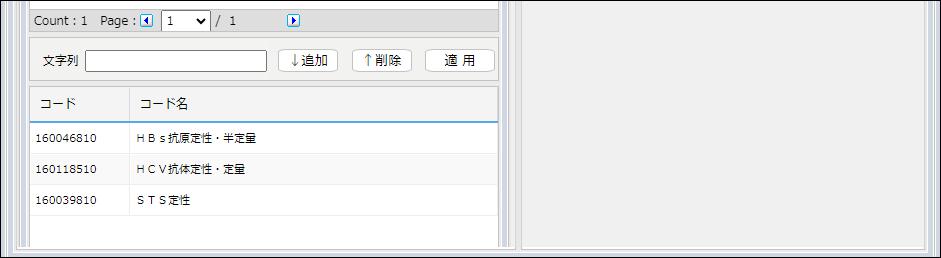 Count : 1 Page : 1 / 1
文字列 ↓追加 ↑削除 適 用
コード コード名
160046810 ＨＢｓ抗原定性・半定量
160118510 ＨＣＶ抗体定性・定量
160039810 ＳＴＳ定性